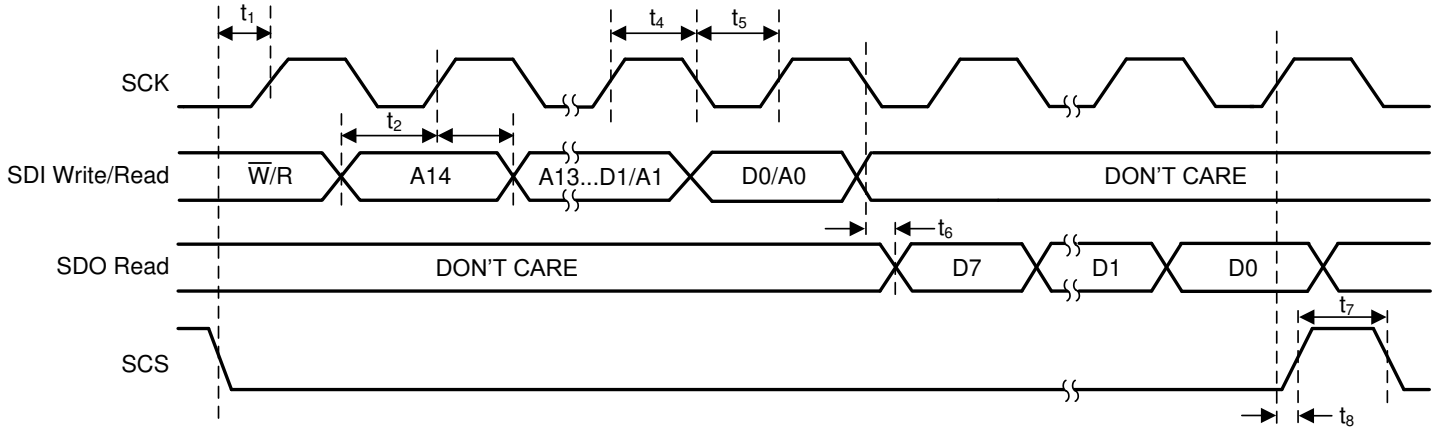 t1
t4
t5
SCK
t2
SDI Write/Read
W̅/R
A14
A13...D1/A1
D0/A0
DON'T CARE
t6
SDO Read
DON'T CARE
D7
D1
D0
t7
SCS
t8